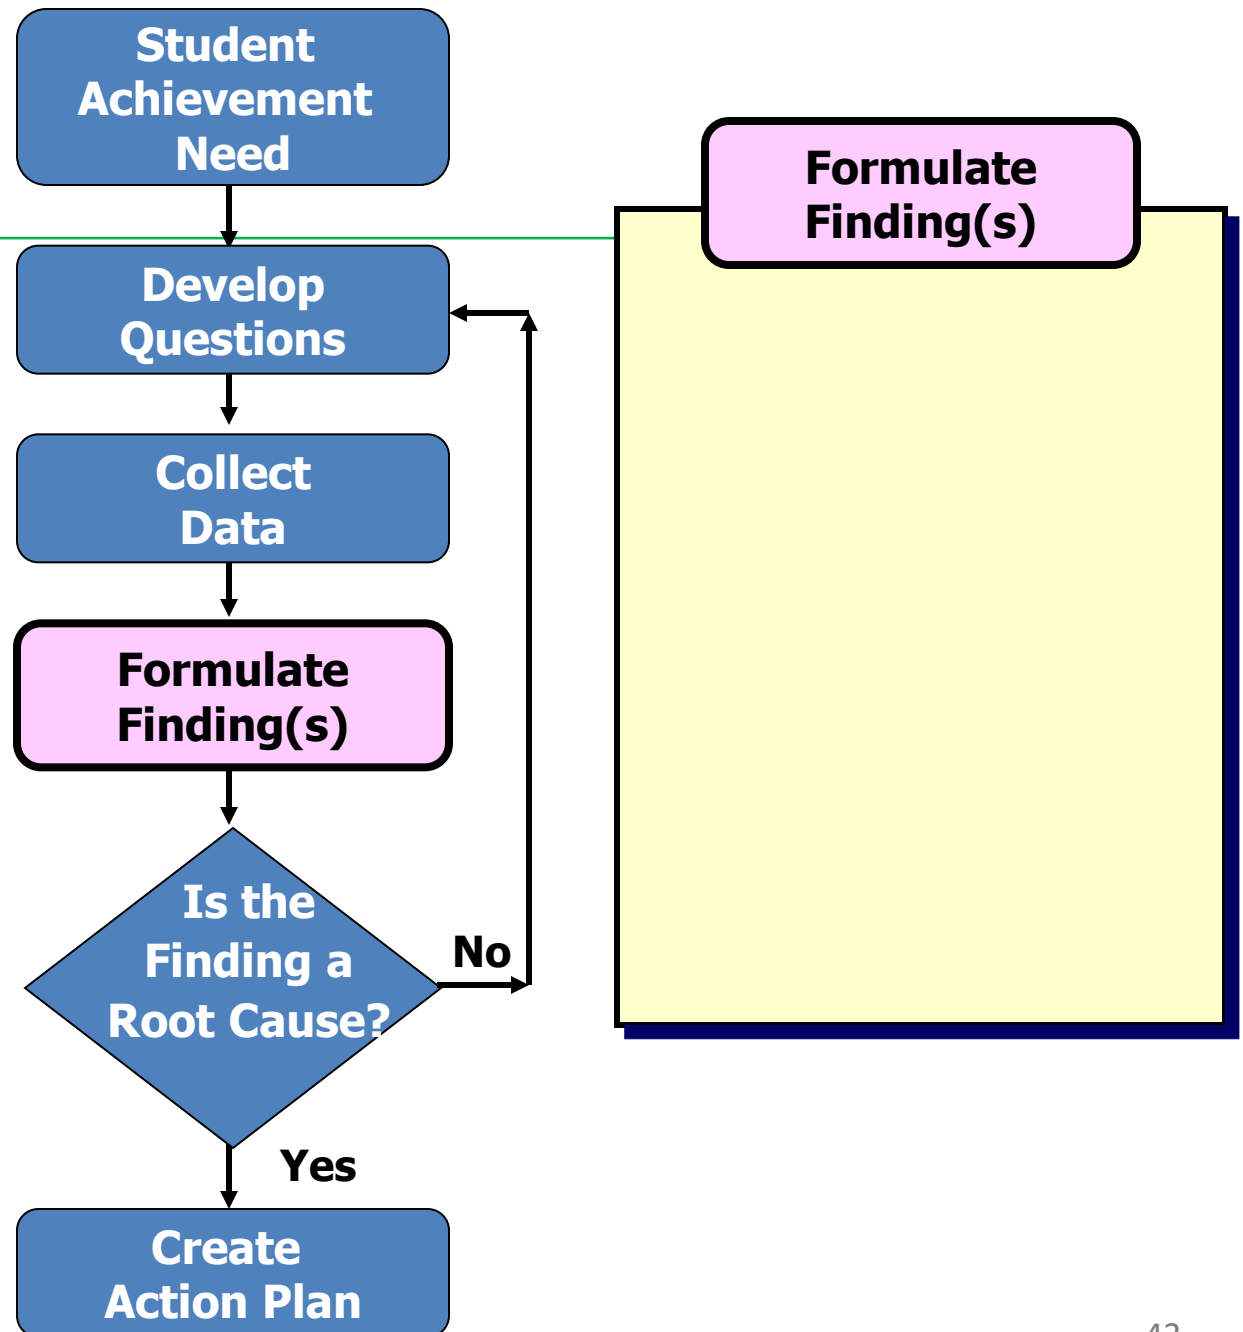 Student
Achievement
Need
Develop
Questions
Collect
Data
Formulate
Finding(s)
Is the
Finding a
Root Cause?
No
Yes
Create
Action Plan
Formulate
Finding(s)